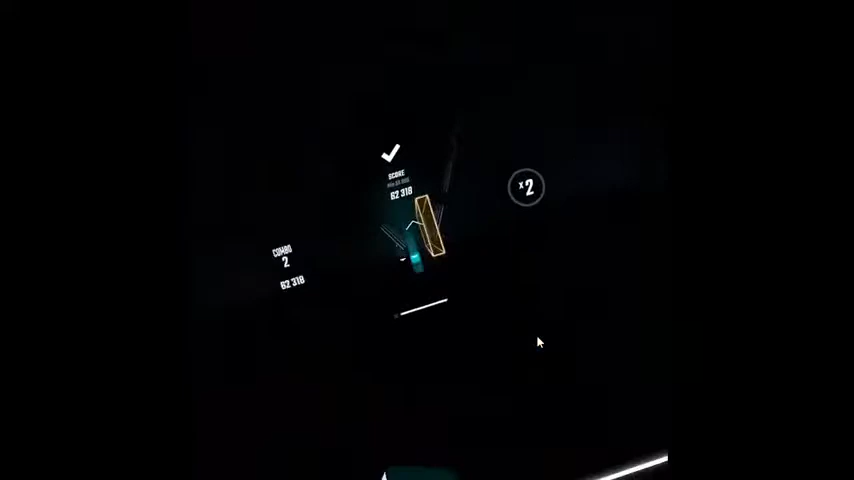 SCORE
62 318
x2
COMBO
2
62 318